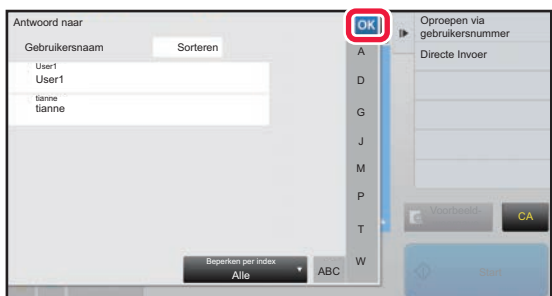 Antwoord naar
OK
Oproepen via
gebruikersnummer
Gebruikersnaam
Sorteren
A
Directe Invoer
User1
User1
D
tianne
tianne
G
J
M
P
Voorbeeld-
CA
T
Beperken per index
Alle
ABC
W
Start